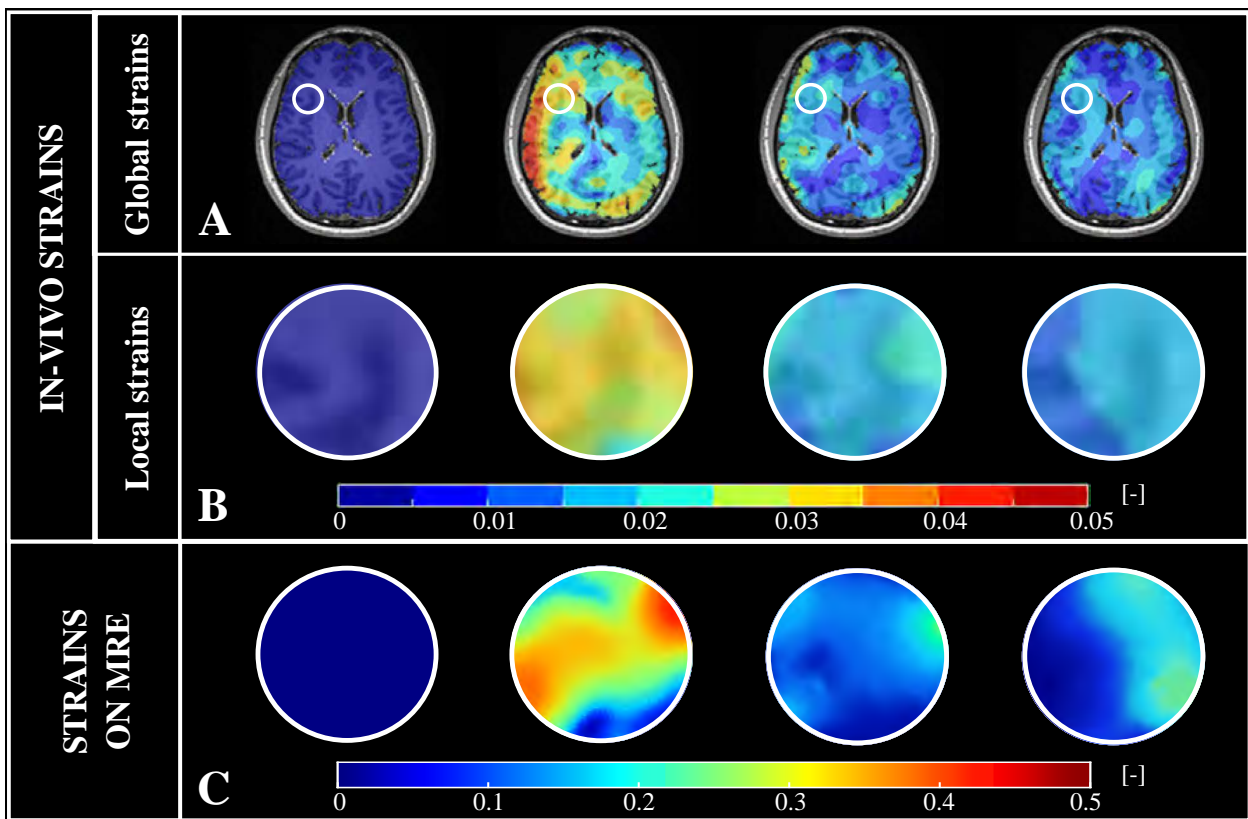 IN-VIVO STRAINS
Global strains
A
Local strains
B
[-]
0 0.01 0.02 0.03 0.04 0.05
STRAINS
ON MRE
C
[-]
0 0.1 0.2 0.3 0.4 0.5